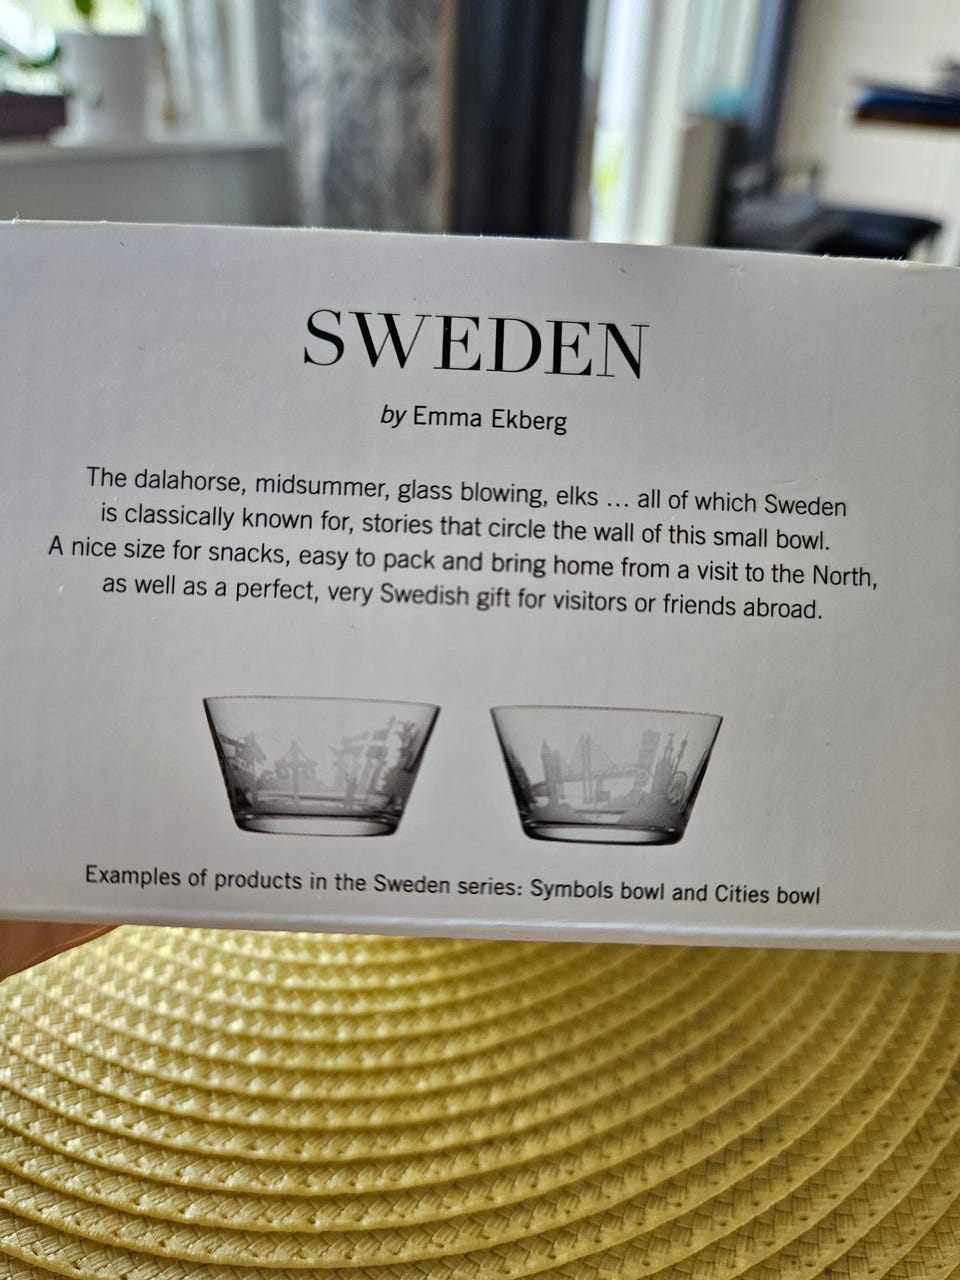 SWEDEN
by Emma Ekberg
The dalahorse, midsummer, glass blowing, elks ... all of which Sweden
is classically known for, stories that circle the wall of this small bowl.
A nice size for snacks, easy to pack and bring home from a visit to the North,
as well as a perfect, very Swedish gift for visitors or friends abroad.
Examples of products in the Sweden series: Symbols bowl and Cities bowl